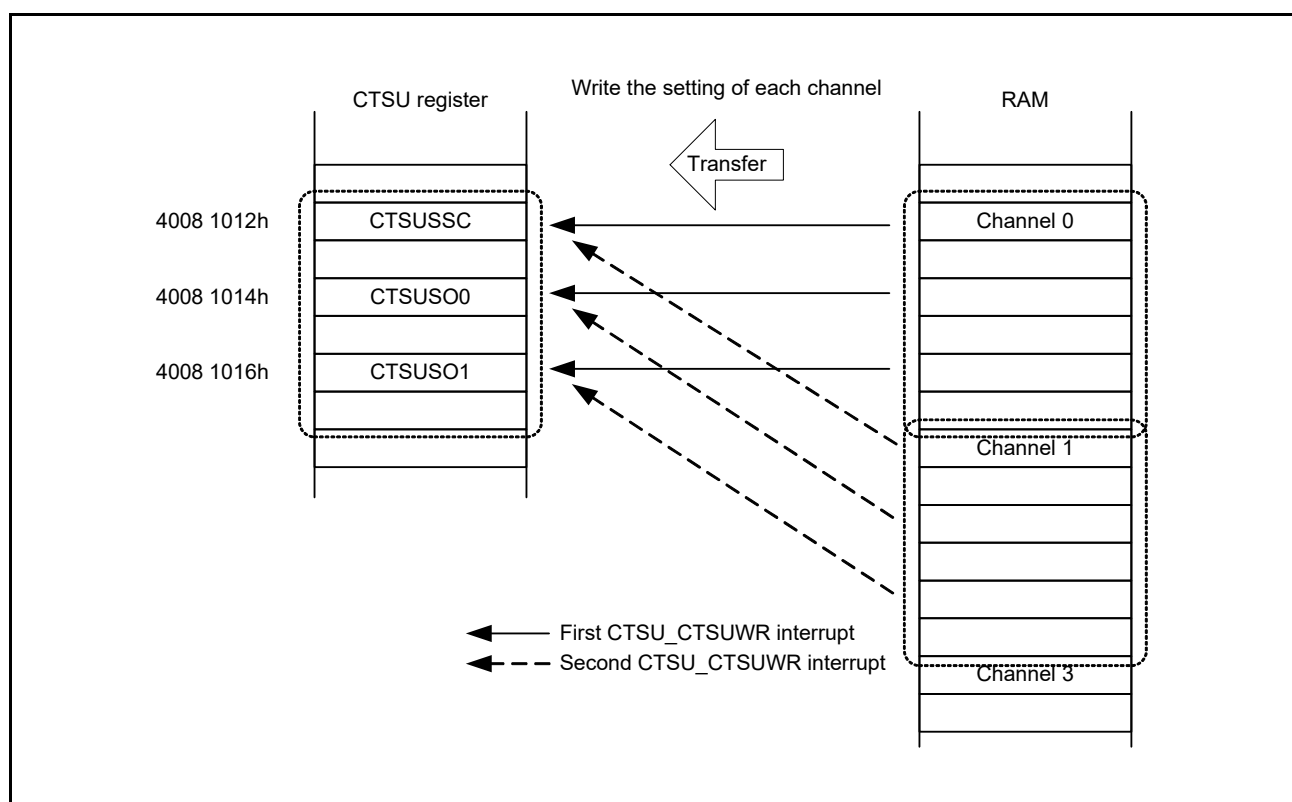 Write the setting of each channel
CTSU register
RAM
Transfer
4008 1012h
CTSUSSC
Channel 0
4008 1014h
CTSUSO0
4008 1016h
CTSUSO1
Channel 1
First CTSU_CTSUWR interrupt
Second CTSU_CTSUWR interrupt
Channel 3